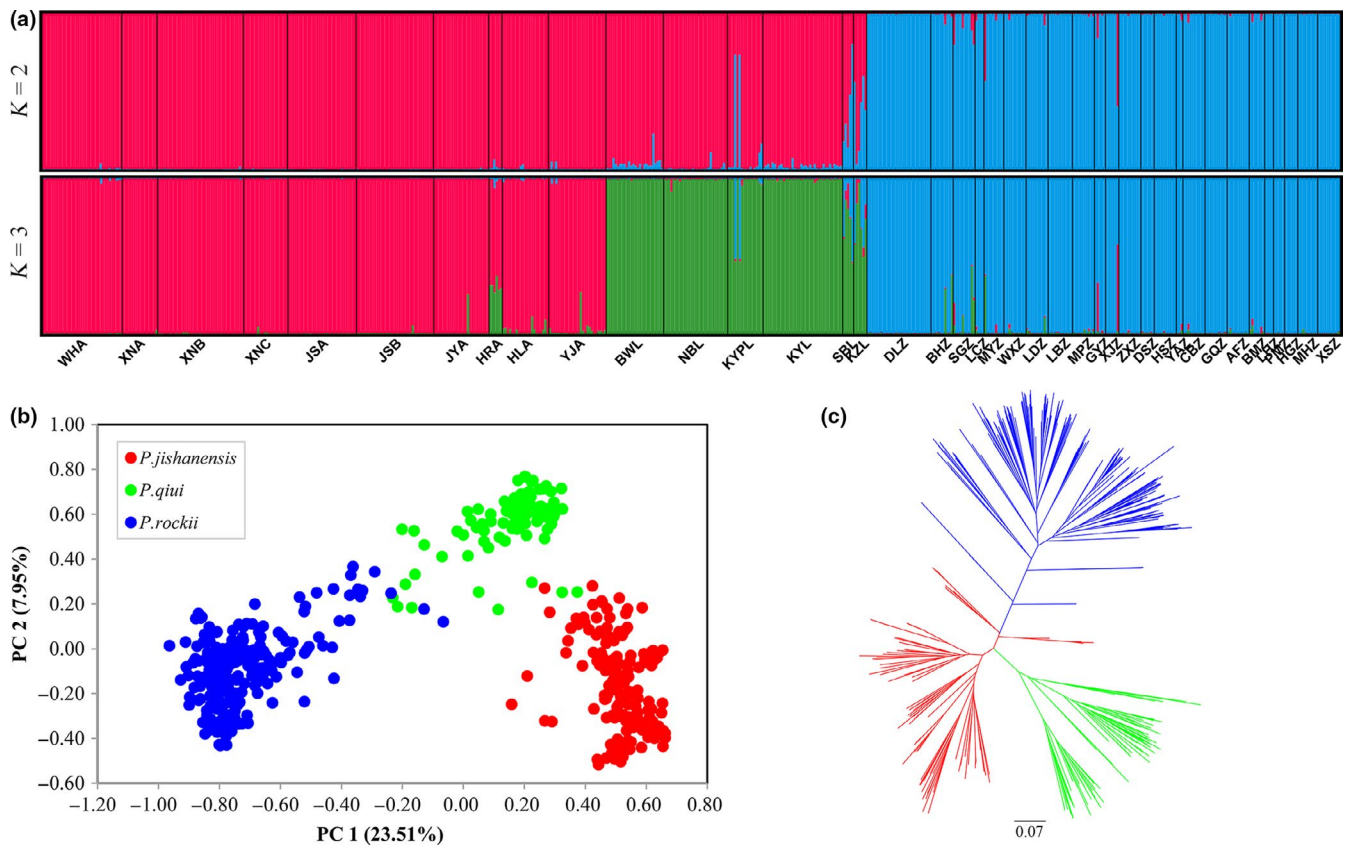 (a)
K = 2
K = 3
WHA XNA XNB XNC JSA JSB JYA HRA HLA YJA BWL NBL KYPL KYL SBL DLZ BHZ SGZ MYZ WXZ LDZ LBZ MPZ GYZ XJZ ZXZ DSZ HSZ CBZ GQZ AFZ HGZ MHZ XSZ
(b)
1.00
0.80
0.60
0.40
0.20
0.00
−0.20
−0.40
−0.60
PC 2 (7.95%)
P.jishanensis
P.qiui
P.rockii
−1.20 −1.00 −0.80 −0.60 −0.40 −0.20 0.00 0.20 0.40 0.60 0.80
PC 1 (23.51%)
(c)
0.07